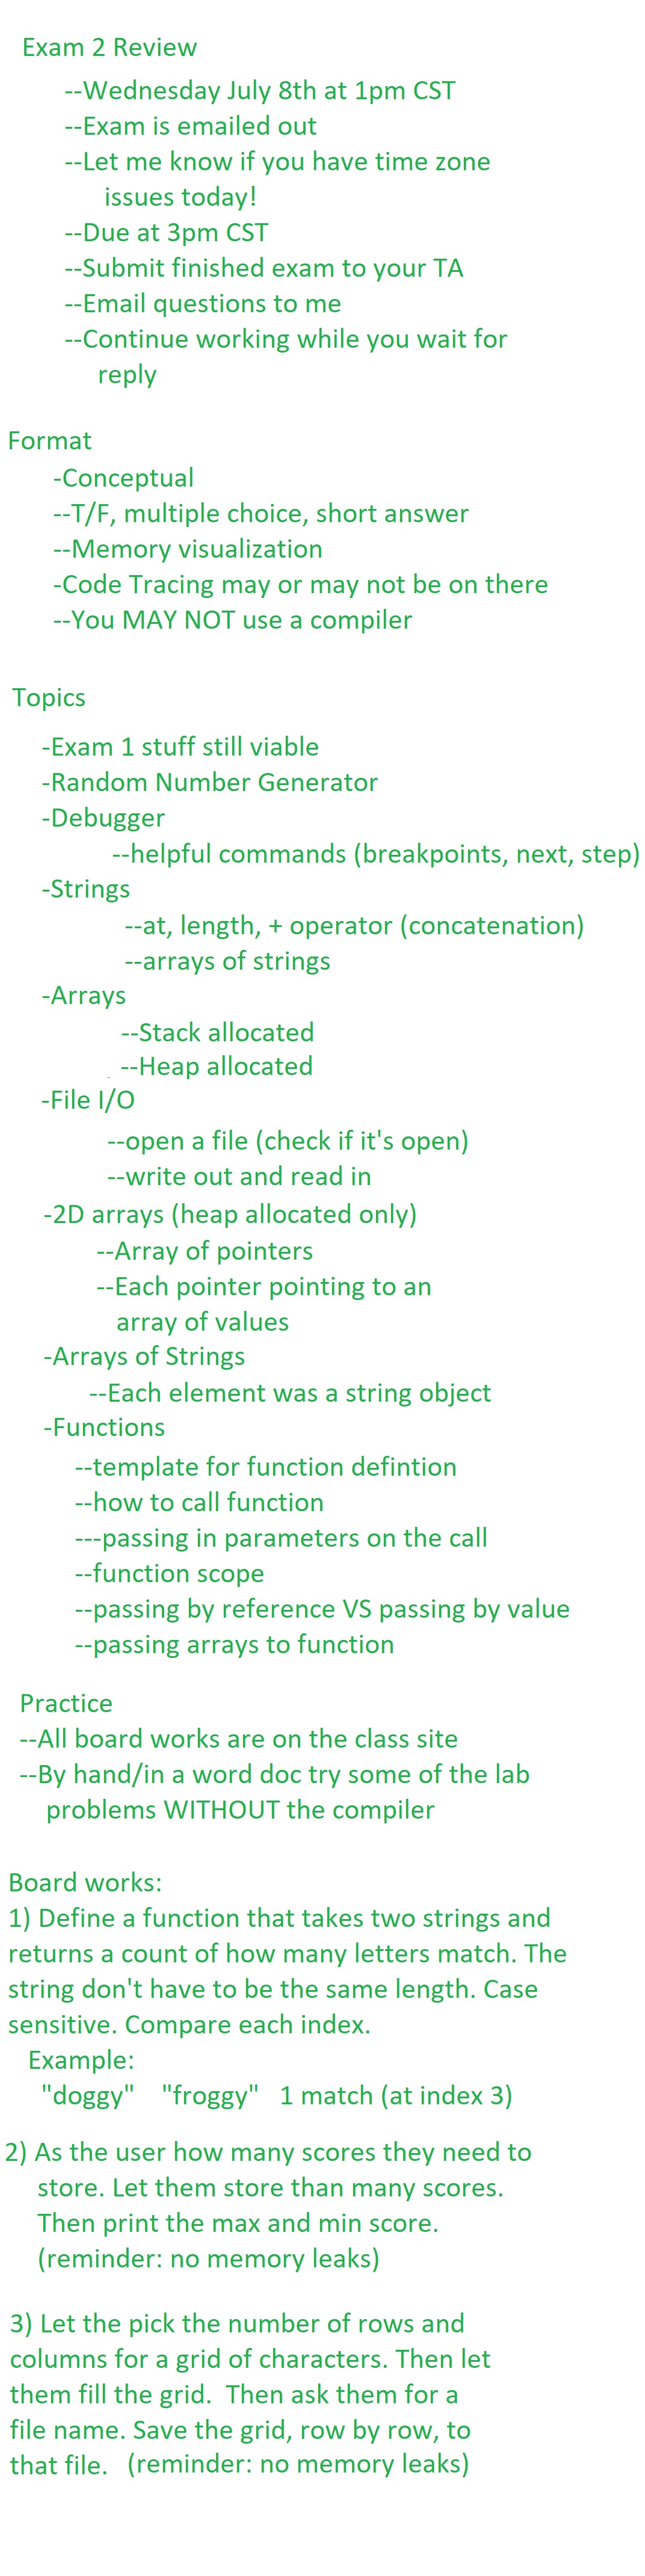 Exam 2 Review
--Wednesday July 8th at 1pm CST
--Exam is emailed out
--Let me know if you have time zone
issues today!
--Due at 3pm CST
--Submit finished exam to your TA
--Email questions to me
--Continue working while you wait for
reply
Format
-Conceptual
--T/F, multiple choice, short answer
--Memory visualization
-Code Tracing may or may not be on there
--You MAY NOT use a compiler
Topics
-Exam 1 stuff still viable
-Random Number Generator
-Debugger
--helpful commands (breakpoints, next, step)
-Strings
--at, length, + operator (concatenation)
--arrays of strings
-Arrays
--Stack allocated
--Heap allocated
-File I/O
--open a file (check if it's open)
--write out and read in
-2D arrays (heap allocated only)
--Array of pointers
--Each pointer pointing to an
array of values
-Arrays of Strings
--Each element was a string object
-Functions
--template for function defintion
--how to call function
---passing in parameters on the call
--function scope
--passing by reference VS passing by value
--passing arrays to function
Practice
--All board works are on the class site
--By hand/in a word doc try some of the lab
problems WITHOUT the compiler
Board works:
1) Define a function that takes two strings and
returns a count of how many letters match. The
string don't have to be the same length. Case
sensitive. Compare each index.
Example:
"doggy" "froggy" 1 match (at index 3)
2) As the user how many scores they need to
store. Let them store than many scores.
Then print the max and min score.
(reminder: no memory leaks)
3) Let the pick the number of rows and
columns for a grid of characters. Then let
them fill the grid. Then ask them for a
file name. Save the grid, row by row, to
that file. (reminder: no memory leaks)